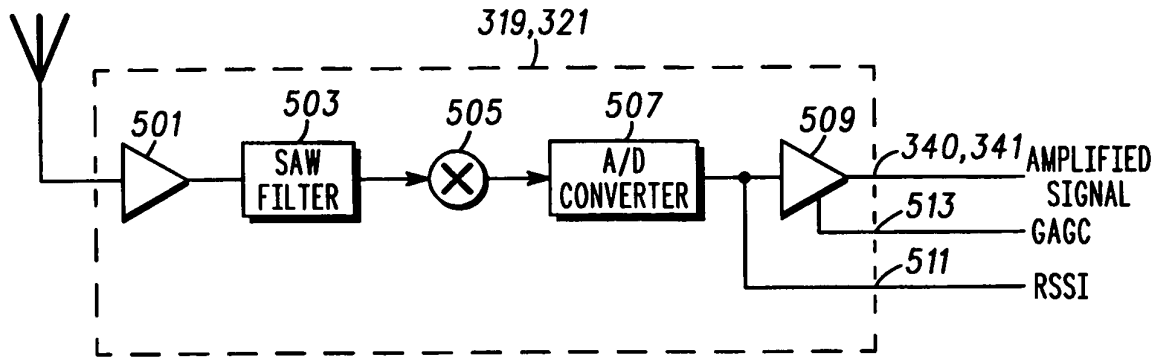 319,321
501
503
505
507
509
SAW
FILTER
A/D
CONVERTER
340,341
AMPLIFIED
SIGNAL
513
GAGC
511
RSSI